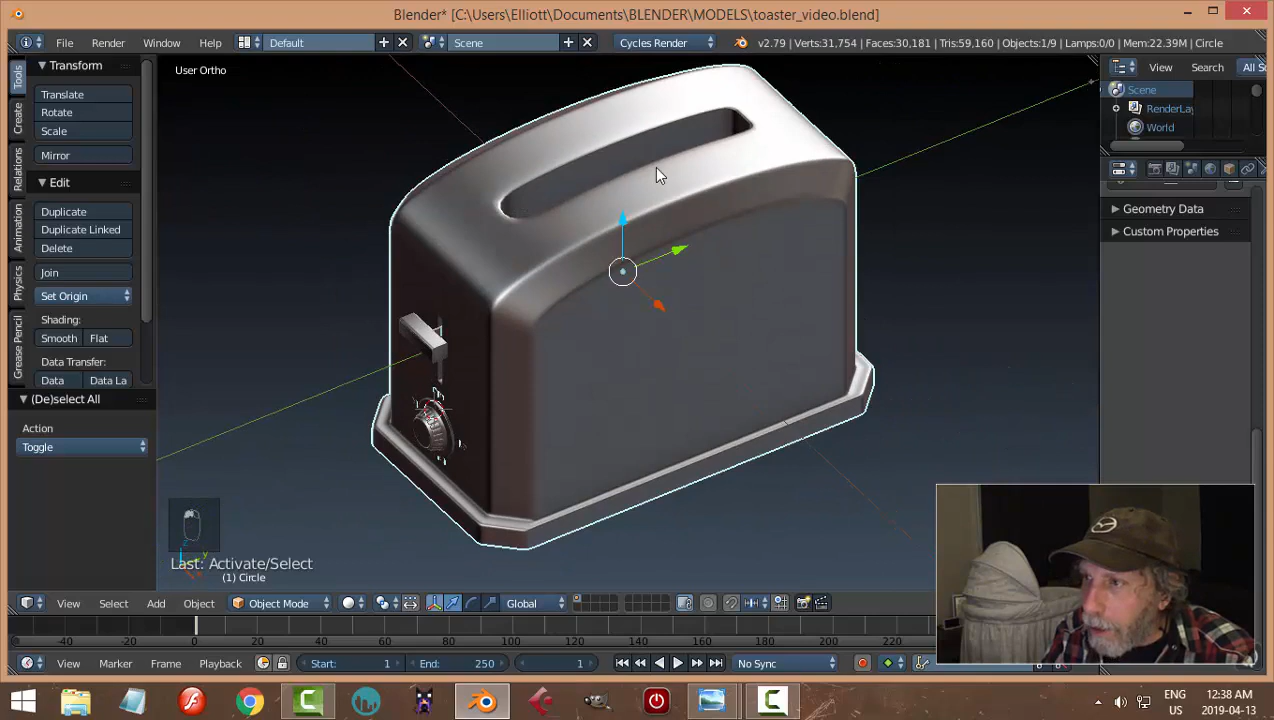 Blender* [C:\Users\Elliott\Documents\BLENDER\MODELS\toaster_video.blend]
File Render Window Help Default Scene Cycles Render v2.79 | Verts:31,754 | Faces:30,181 | Tris:59,160 | Objects:1/9 | Lamps:0/0 | Mem:22.39M | Circle
Tools
Create
Relations
Animation
Physics
Grease Pencil
Transform
Translate
Rotate
Scale
Mirror
Edit
Duplicate
Duplicate Linked
Delete
Join
Set Origin
Shading:
Smooth Flat
Data Transfer:
Data Data La
(De)select All
Action
Toggle
User Ortho
Last: Activate/Select
(1) Circle
View Search All Sc
Scene
RenderLay
World
Geometry Data
Custom Properties
View Select Add Object Object Mode Global
-40 -20 0 20 40 60 80 100 120 140 160 180 200 220
View Marker Frame Playback Start: 1 End: 250 1 No Sync
ENG
US
12:38 AM
2019-04-13